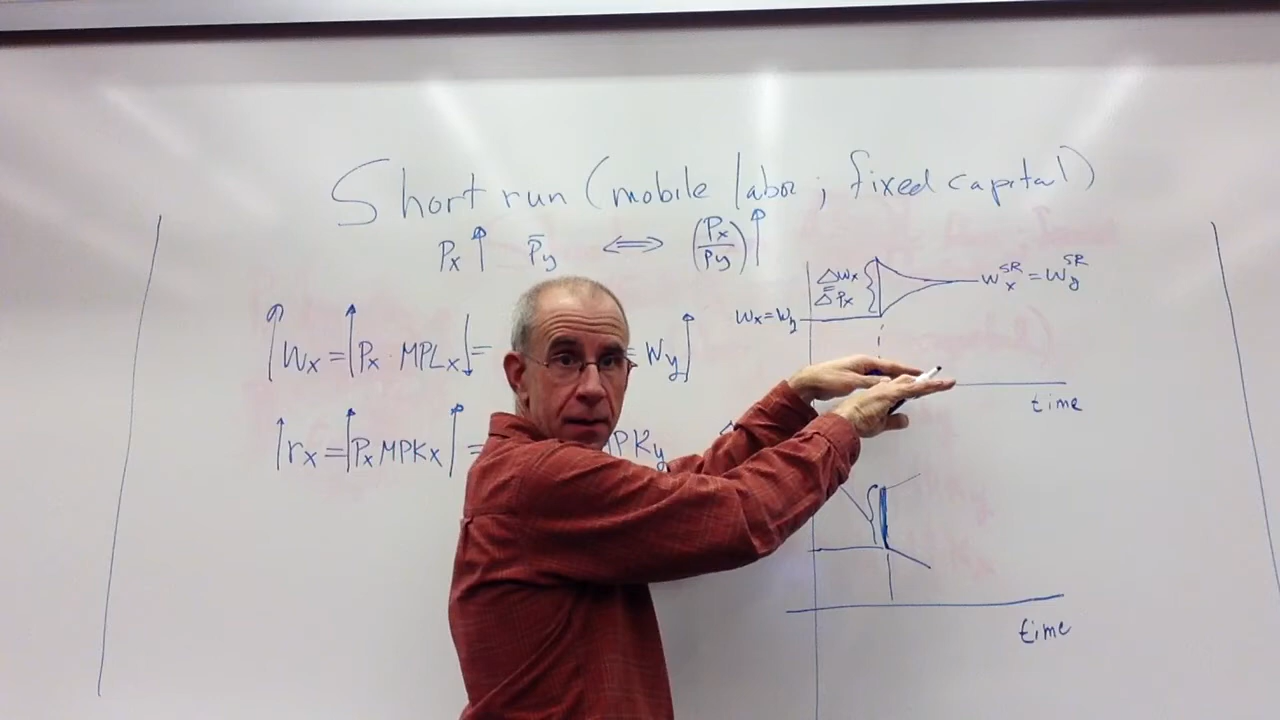 Short run (mobile labor ; fixed capital)
Px↑ P̄y ⟺ (Px/Py)↑
↑Wx = ↑Px · MPLx↓ = = Wy↑
↑rx = ↑Px MPKx↑ = MPKy
ΔWx = ΔPx
Wx = Wy
Wx^SR = Wy^SR
time
time